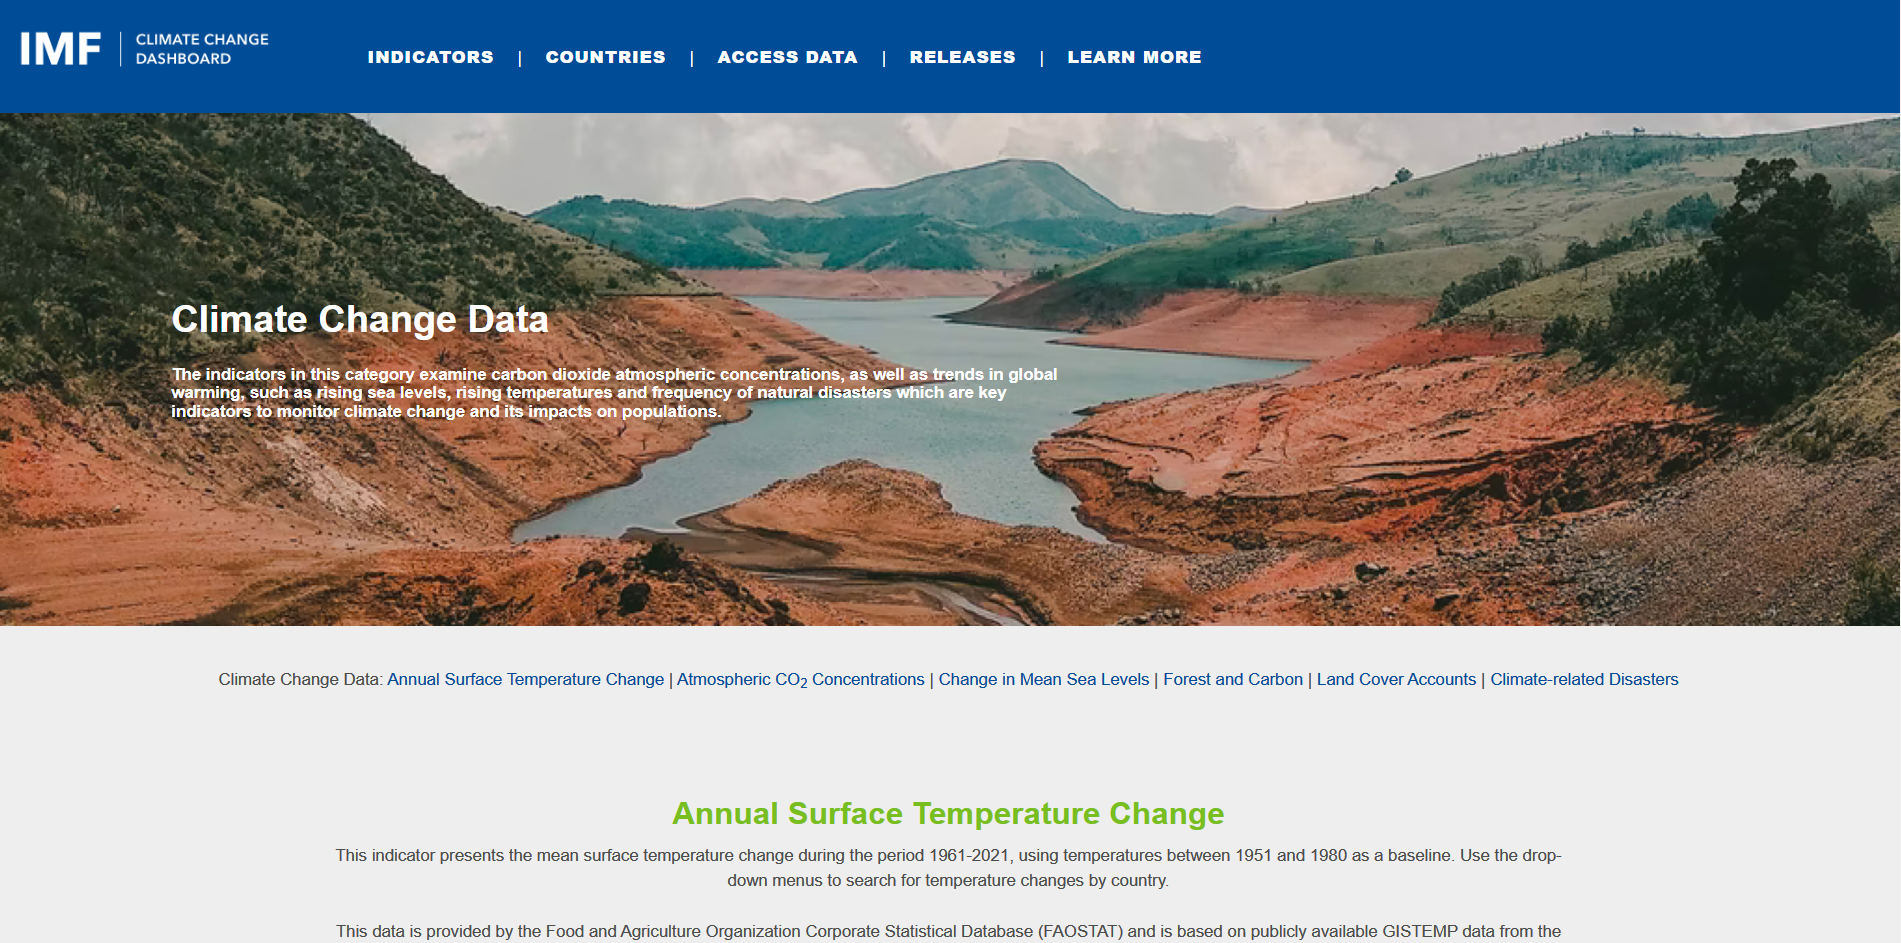 IMF | CLIMATE CHANGE
DASHBOARD
INDICATORS | COUNTRIES | ACCESS DATA | RELEASES | LEARN MORE
Climate Change Data
The indicators in this category examine carbon dioxide atmospheric concentrations, as well as trends in global
warming, such as rising sea levels, rising temperatures and frequency of natural disasters which are key
indicators to monitor climate change and its impacts on populations.
Climate Change Data: Annual Surface Temperature Change | Atmospheric CO2 Concentrations | Change in Mean Sea Levels | Forest and Carbon | Land Cover Accounts | Climate-related Disasters
Annual Surface Temperature Change
This indicator presents the mean surface temperature change during the period 1961-2021, using temperatures between 1951 and 1980 as a baseline. Use the drop-
down menus to search for temperature changes by country.
This data is provided by the Food and Agriculture Organization Corporate Statistical Database (FAOSTAT) and is based on publicly available GISTEMP data from the